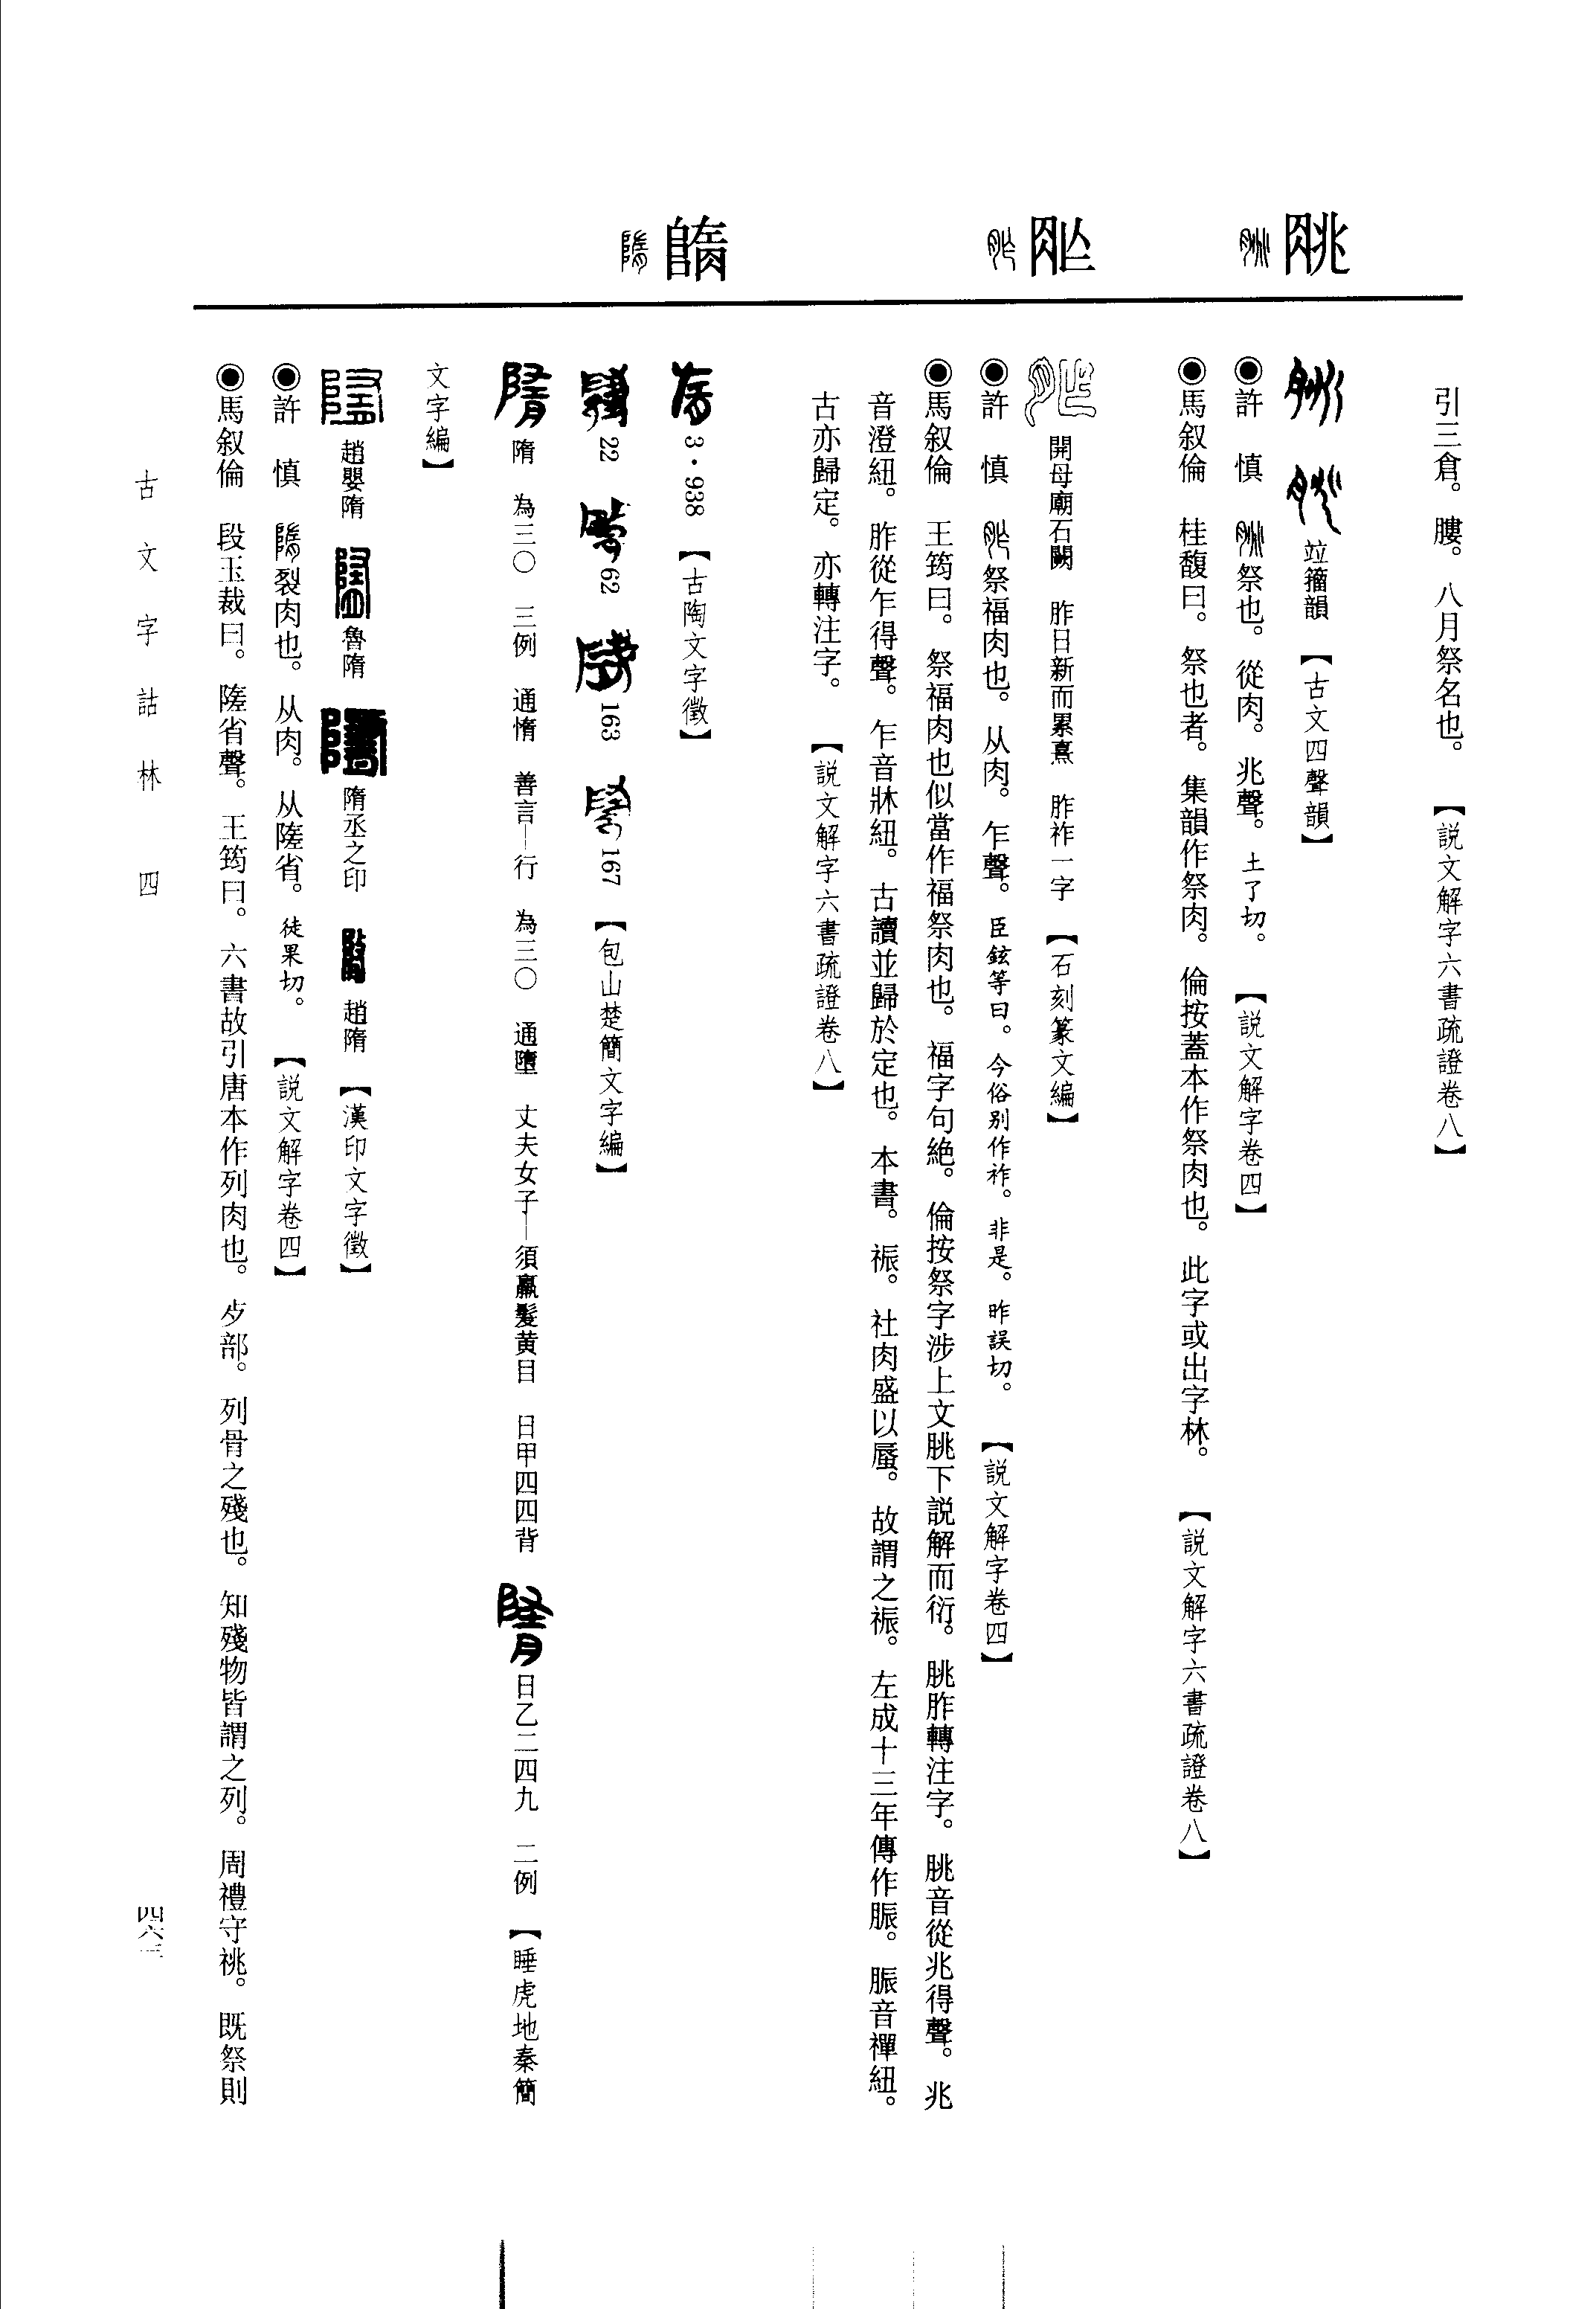 引三倉。膢。八月祭名也。【説文解字六書疏證卷八】
朓
竝籀韻【古文四聲韻】
◉許慎 祭也。從肉。兆聲。土了切。【説文解字卷四】
◉馬叙倫 桂馥曰。祭也者。集韻作祭肉。倫按蓋本作祭肉也。此字或出字林。【説文解字六書疏證卷八】
胙
開母廟石闕 胙日新而累熹 胙祚一字【石刻篆文編】
◉許慎 祭福肉也。从肉。乍聲。臣鉉等曰。今俗别作祚。非是。昨誤切。【説文解字卷四】
◉馬叙倫 王筠曰。祭福肉也似當作福祭肉也。福字句絶。倫按祭字涉上文朓下説解而衍。朓胙轉注字。朓音從兆得聲。兆
音澄紐。胙從乍得聲。乍音牀紐。古讀並歸於定也。本書。祳。社肉盛以蜃。故謂之祳。左成十三年傳作脤。脤音禪紐。
古亦歸定。亦轉注字。【説文解字六書疏證卷八】
隋
3·938【古陶文字徵】
22 62 163 167【包山楚簡文字編】
隋 為三〇 三例 通惰 善言—行 為三〇 通墮 丈夫女子—須羸髮黄目 日甲四四背 日乙二四九 二例【睡虎地秦簡
文字編】
趙嬰隋 魯隋 隋丞之印 趙隋【漢印文字徵】
◉許慎 裂肉也。从肉。从隓省。徒果切。【説文解字卷四】
◉馬叙倫 段玉裁曰。隓省聲。王筠曰。六書故引唐本作列肉也。歺部。列骨之殘也。知殘物皆謂之列。周禮守祧。既祭則
古文字詁林 四
四六三